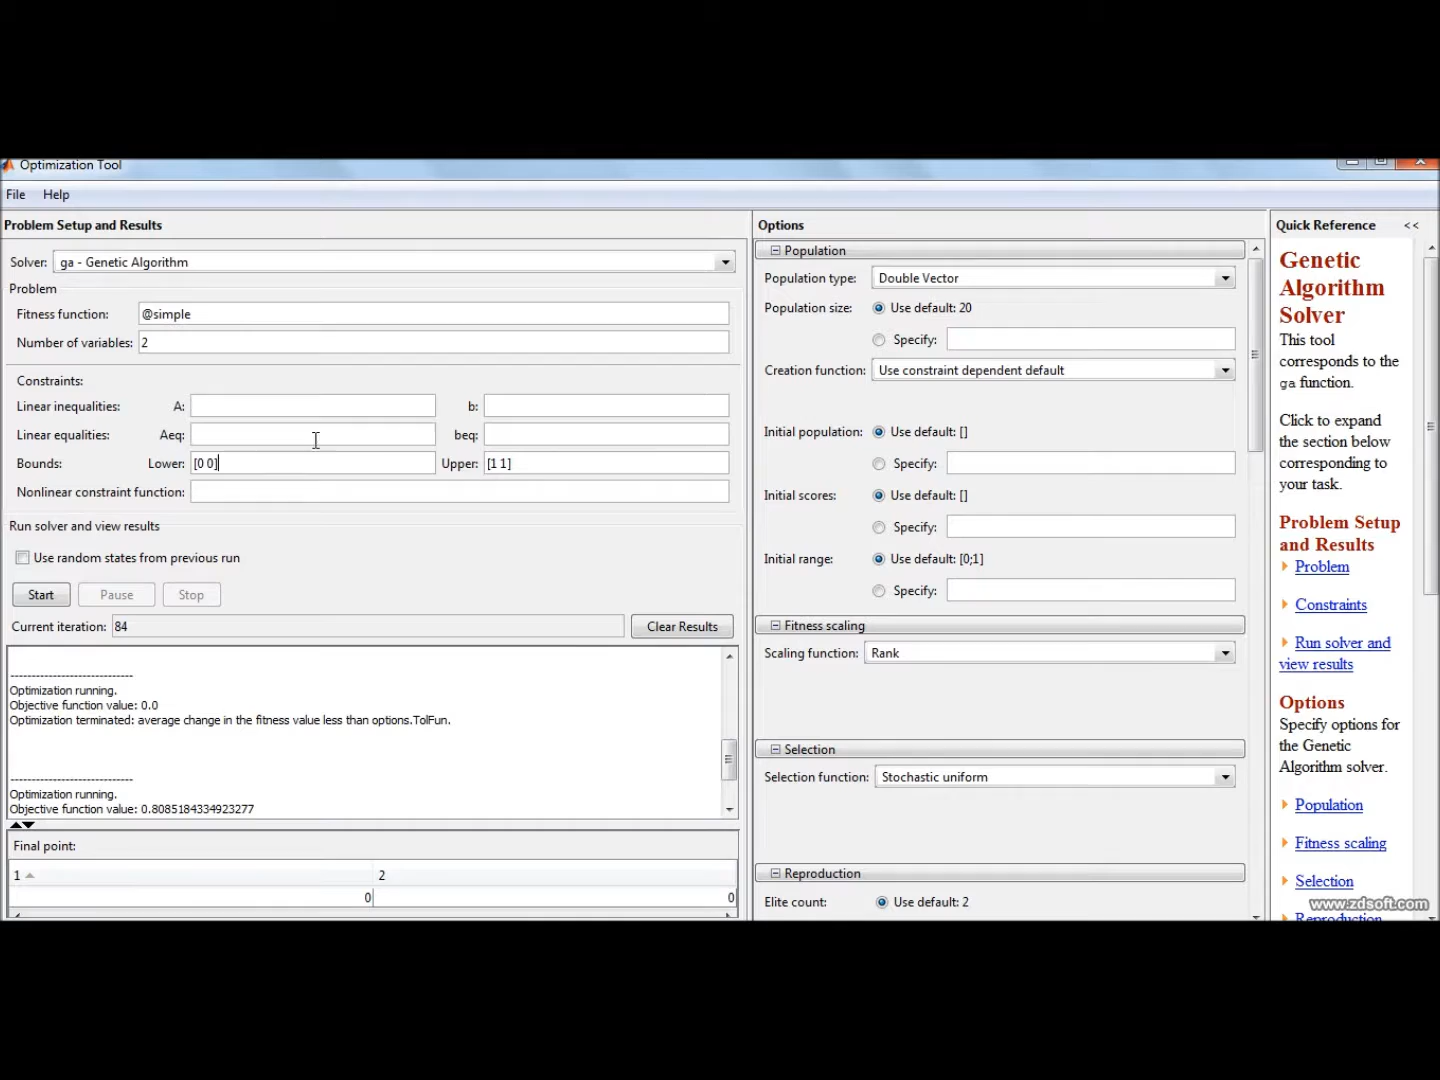 Optimization Tool
File Help
Problem Setup and Results
Solver: ga - Genetic Algorithm
Problem
Fitness function: @simple
Number of variables: 2
Constraints:
Linear inequalities: A: b:
Linear equalities: Aeq: beq:
Bounds: Lower: [0 0] Upper: [1 1]
Nonlinear constraint function:
Run solver and view results
Use random states from previous run
Start Pause Stop
Current iteration: 84 Clear Results
------------------------------
Optimization running.
Objective function value: 0.0
Optimization terminated: average change in the fitness value less than options.TolFun.
------------------------------
Optimization running.
Objective function value: 0.8085184334923277
Final point:
1 2
0 0
Options
Population
Population type: Double Vector
Population size: Use default: 20
Specify:
Creation function: Use constraint dependent default
Initial population: Use default: []
Specify:
Initial scores: Use default: []
Specify:
Initial range: Use default: [0;1]
Specify:
Fitness scaling
Scaling function: Rank
Selection
Selection function: Stochastic uniform
Reproduction
Elite count: Use default: 2
Quick Reference <<
Genetic
Algorithm
Solver
This tool
corresponds to the
ga function.
Click to expand
the section below
corresponding to
your task.
Problem Setup
and Results
Problem
Constraints
Run solver and
view results
Options
Specify options for
the Genetic
Algorithm solver.
Population
Fitness scaling
Selection
Reproduction
www.zdsoft.com